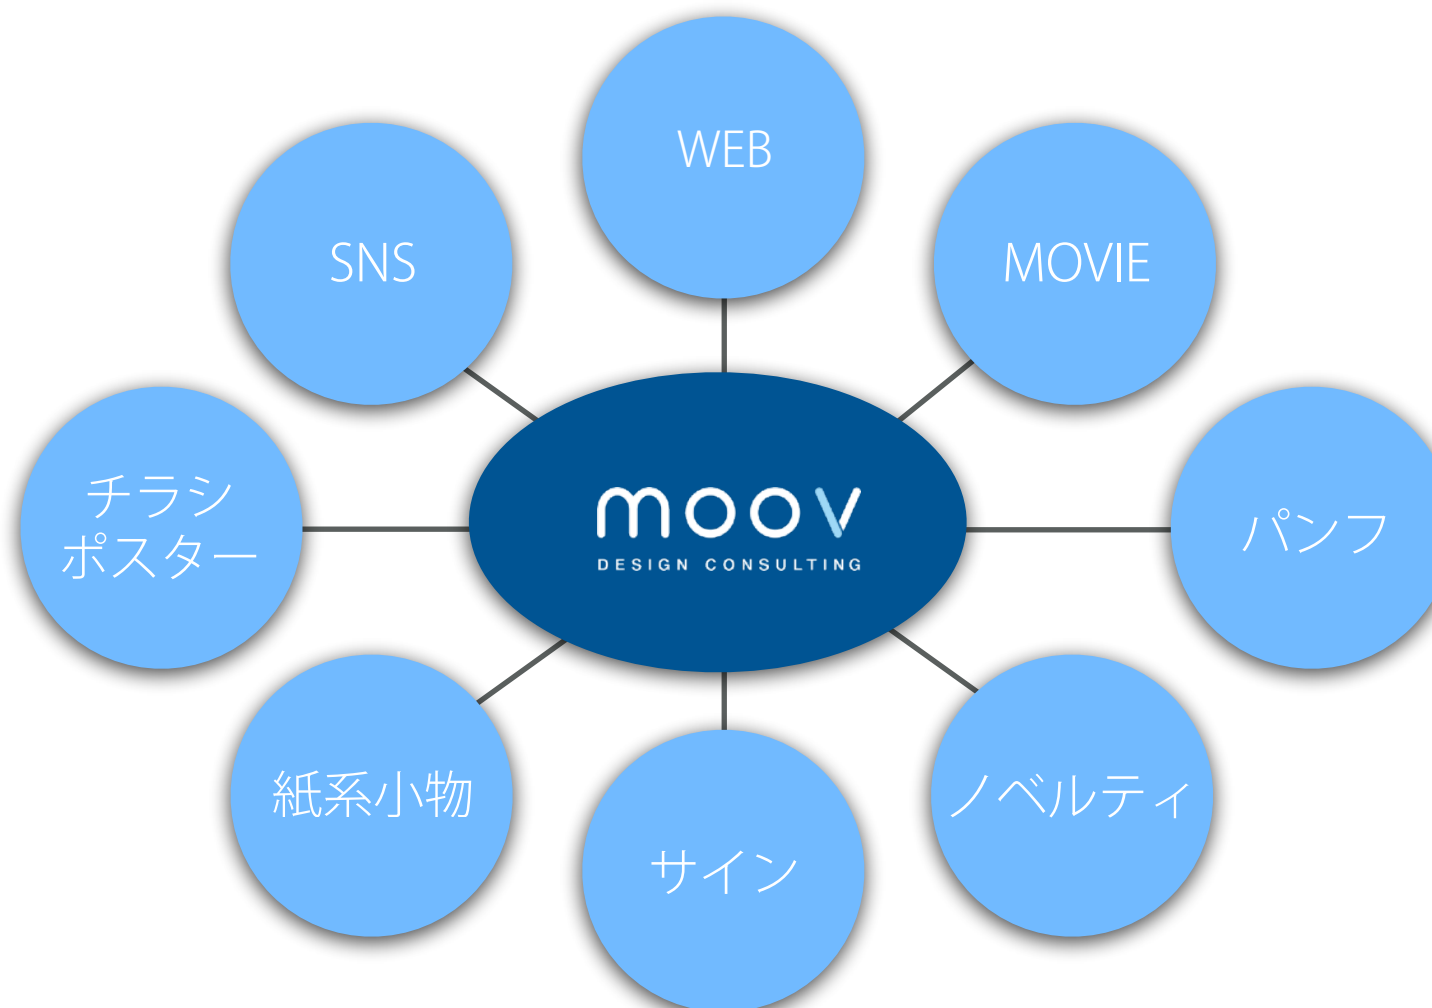 WEB
SNS
MOVIE
チラシ
ポスター
moov
DESIGN CONSULTING
パンフ
紙系小物
ノベルティ
サイン